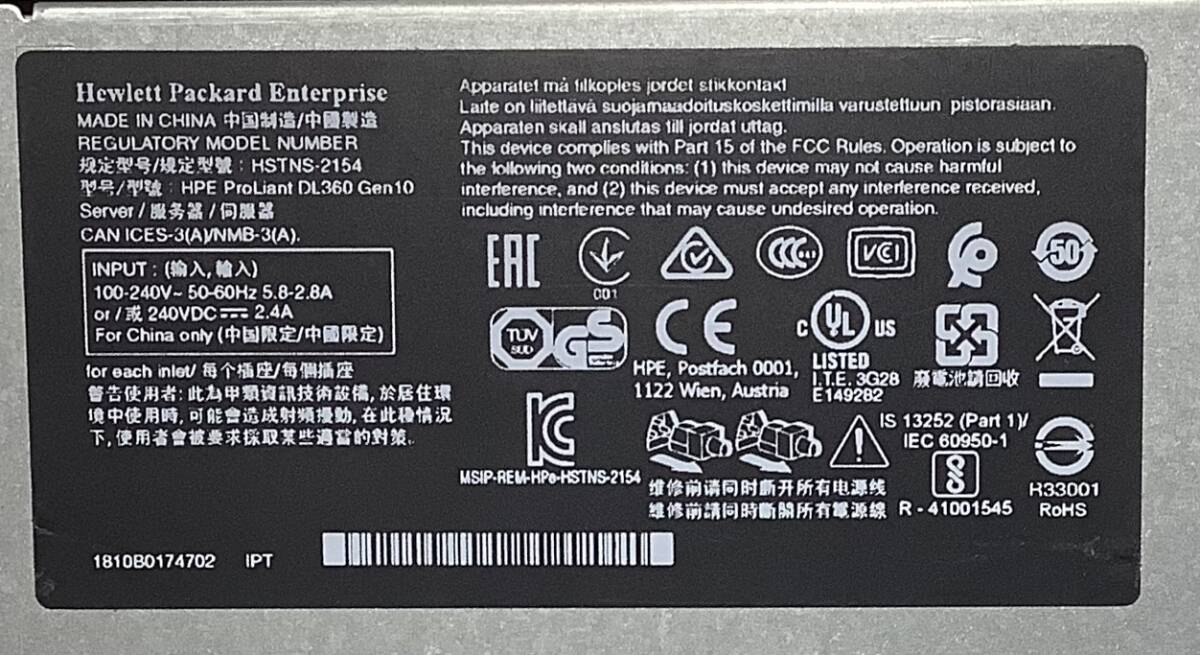 Hewlett Packard Enterprise
MADE IN CHINA 中国制造/中國製造
REGULATORY MODEL NUMBER
规定型号/規定型號 : HSTNS-2154
型号/型號 : HPE ProLiant DL360 Gen10
Server / 服务器 / 伺服器
CAN ICES-3(A)/NMB-3(A).
INPUT : (输入, 輸入)
100-240V~ 50-60Hz 5.8-2.8A
or / 或 240VDC⎓ 2.4A
For China only (中国限定/中國限定)
for each inlet/ 每个插座/每個插座
警告使用者: 此為甲類資訊技術設備, 於居住環
境中使用時, 可能會造成射頻擾動, 在此種情況
下, 使用者會被要求採取某些適當的對策.
Apparatet må tilkoples jordet stikkontakt
Laite on liitettävä suojamaadoituskoskettimilla varustettuun pistorasiaan.
Apparaten skall anslutas till jordat uttag.
This device complies with Part 15 of the FCC Rules. Operation is subject to
the following two conditions: (1) this device may not cause harmful
interference, and (2) this device must accept any interference received,
including interference that may cause undesired operation.
EAC
001
CCC
VCCI
50
TÜV
SÜD
GS
CE
HPE, Postfach 0001,
1122 Wien, Austria
C UL US
LISTED
I.T.E. 3G28
E149282
廢電池請回收
KC
MSIP-REM-HPe-HSTNS-2154
维修前请同时断开所有电源线
維修前請同時斷開所有電源線
IS 13252 (Part 1)/
IEC 60950-1
R - 41001545
R33001
RoHS
1810B0174702 IPT